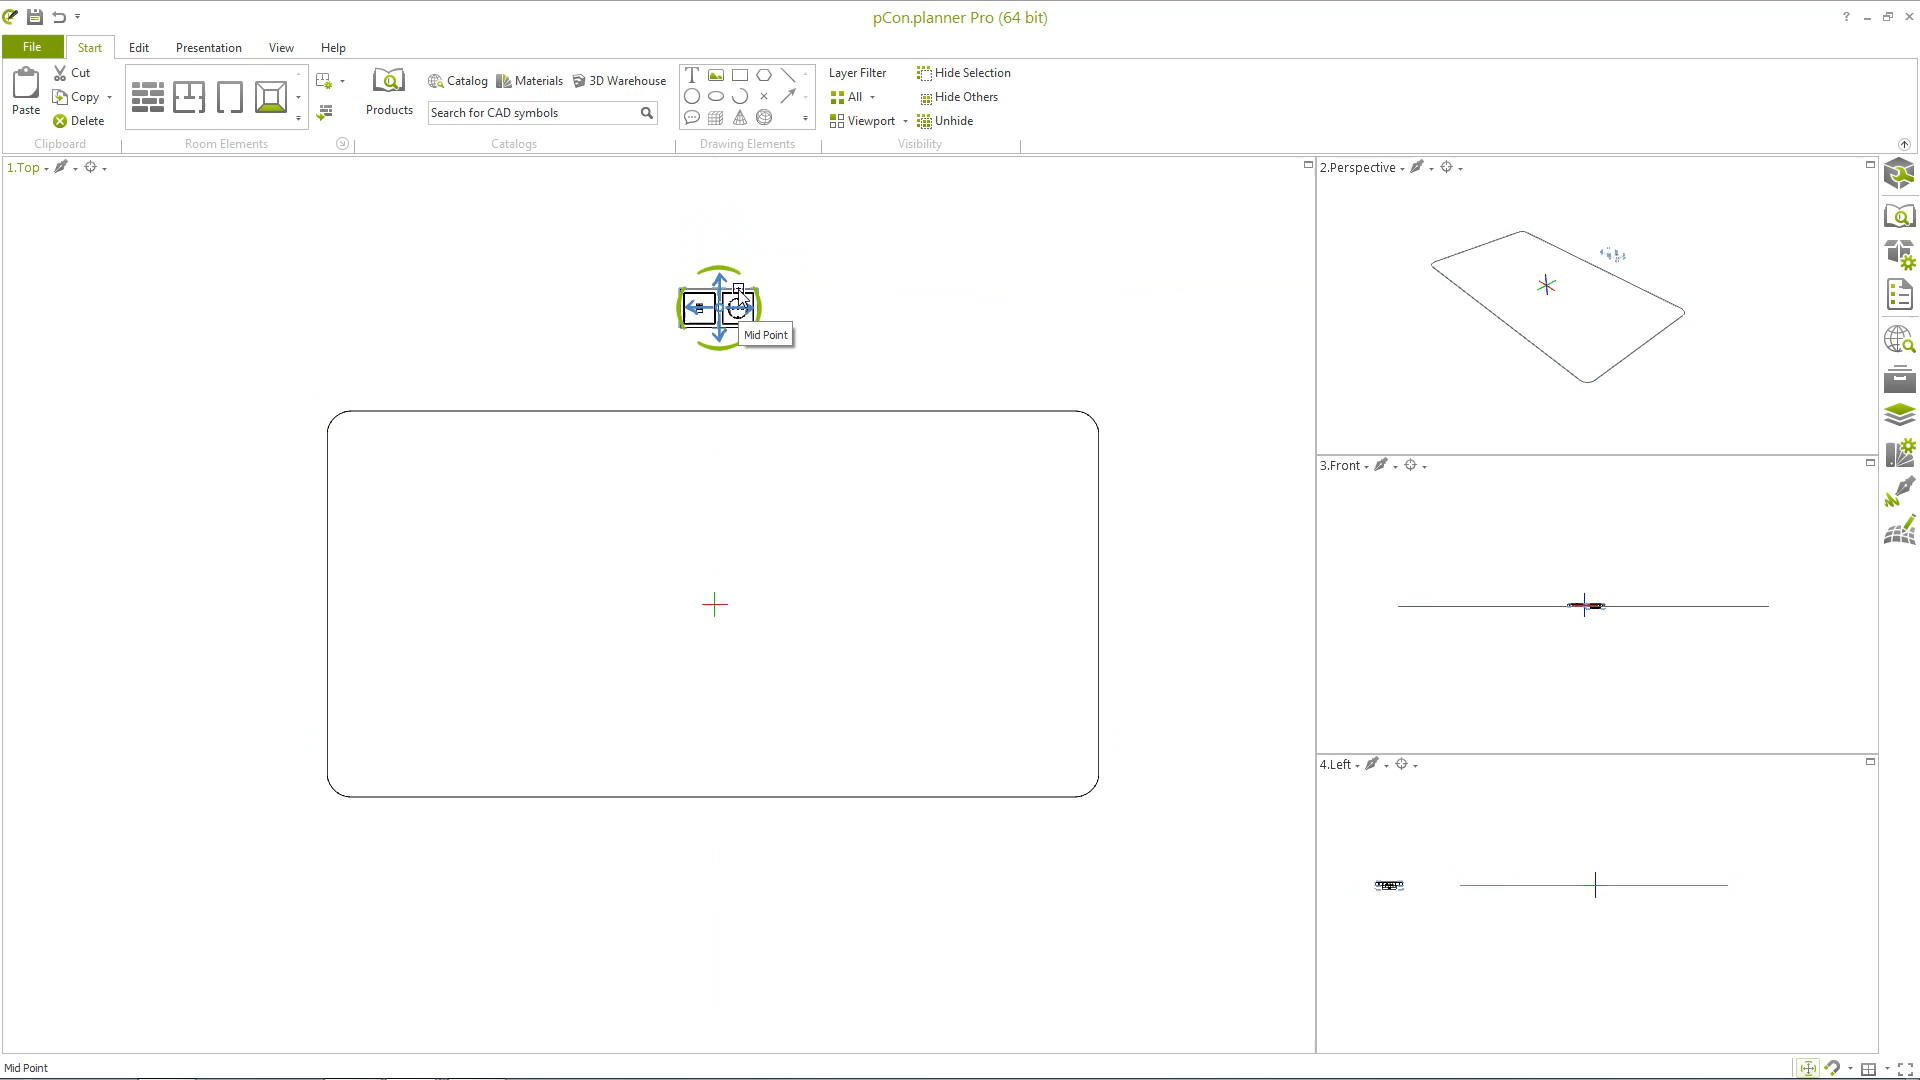 pCon.planner Pro (64 bit)
?
File
Start
Edit
Presentation
View
Help
Paste
Cut
Copy
Delete
Clipboard
Room Elements
Products
Catalog
Materials
3D Warehouse
Search for CAD symbols
Catalogs
T
Drawing Elements
Layer Filter
All
Viewport
Hide Selection
Hide Others
Unhide
Visibility
1.Top
2.Perspective
Mid Point
3.Front
4.Left
Mid Point